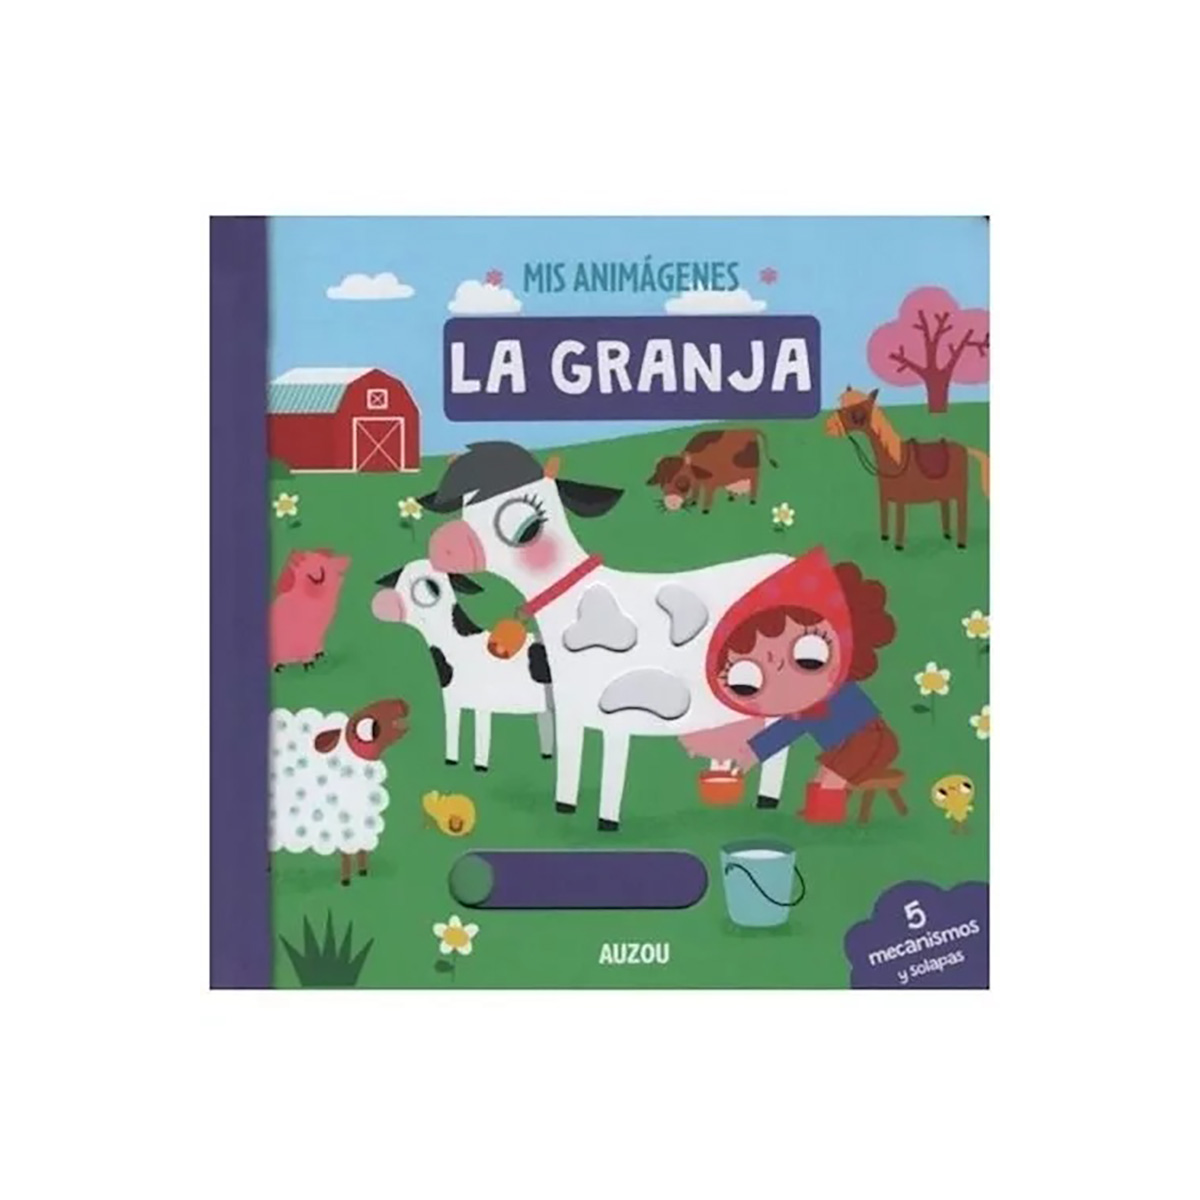 MIS ANIMÁGENES
LA GRANJA
AUZOU
5
mecanismos
y solapas